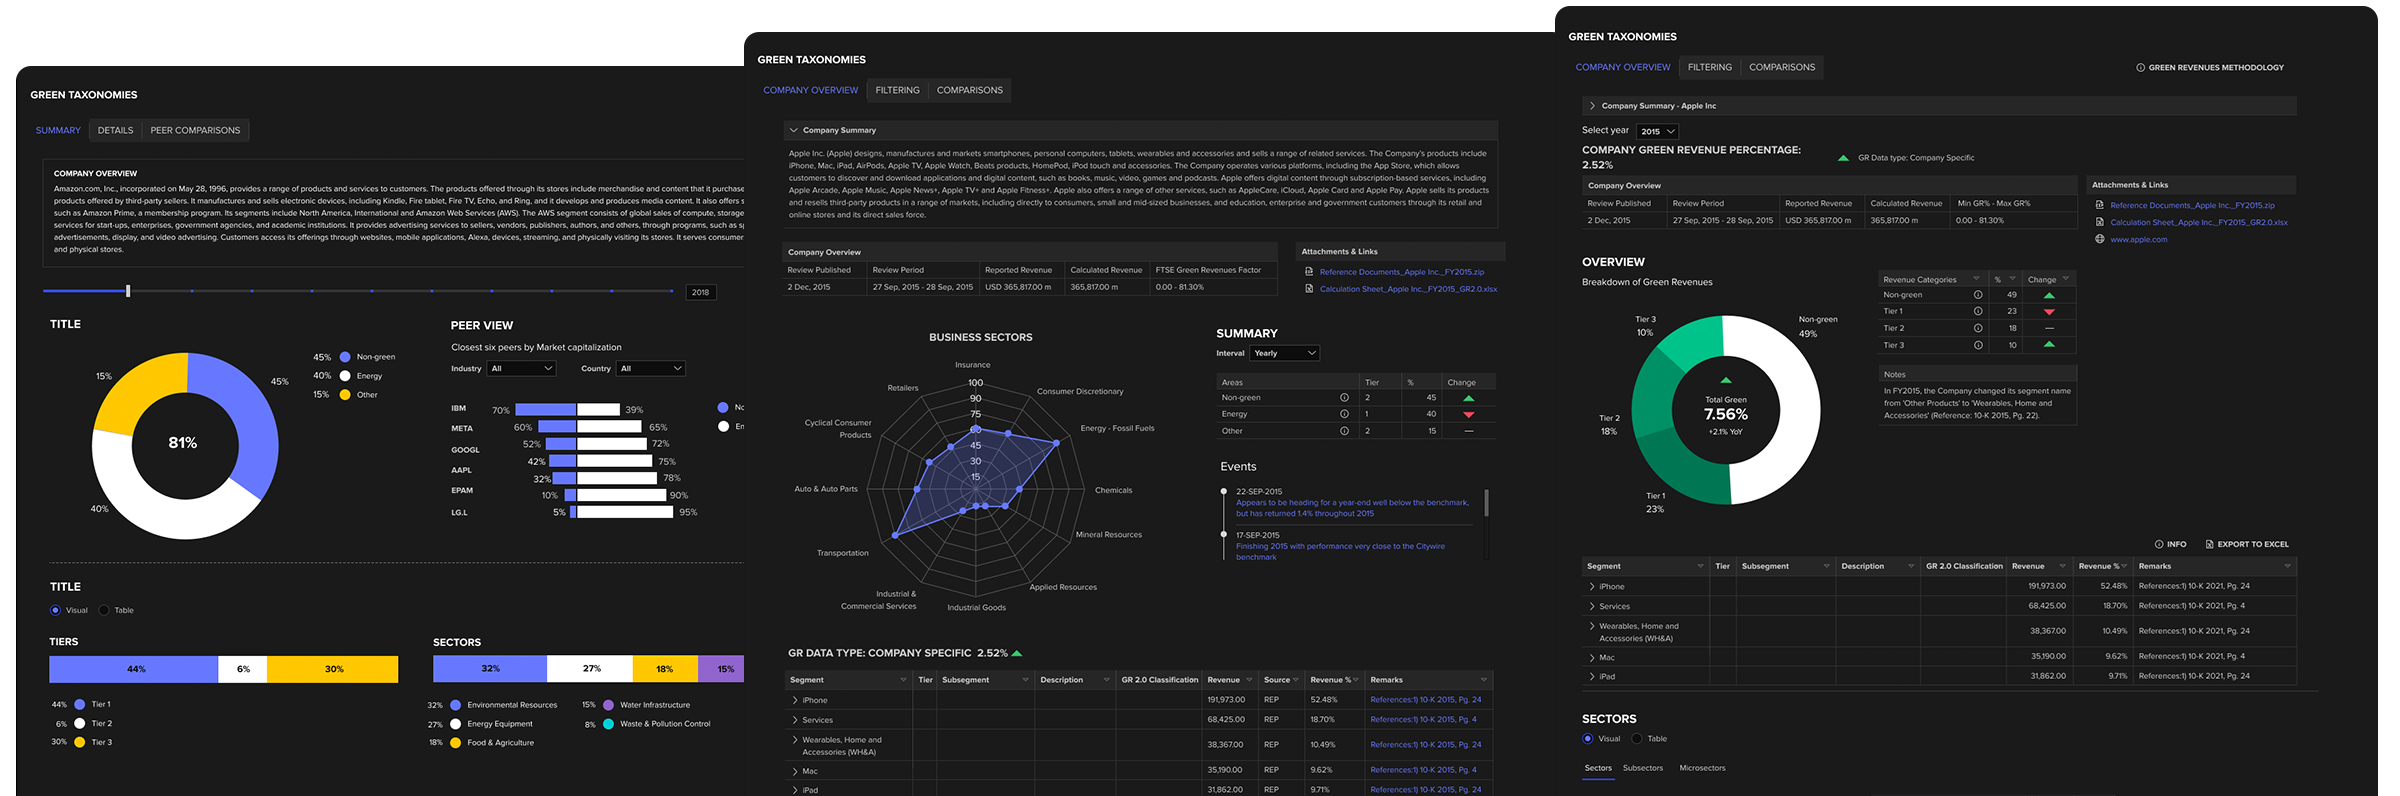 GREEN TAXONOMIES
SUMMARY DETAILS PEER COMPARISONS
COMPANY OVERVIEW
Amazon.com, Inc., incorporated on May 28, 1996, provides a range of products and services to customers. The products offered through its stores include merchandise and content that it purchase
products offered by third-party sellers. It manufactures and sells electronic devices, including Kindle, Fire tablet, Fire TV, Echo, and Ring, and it develops and produces media content. It also offers s
such as Amazon Prime, a membership program. Its segments include North America, International and Amazon Web Services (AWS). The AWS segment consists of global sales of compute, storage
services for start-ups, enterprises, government agencies, and academic institutions. It provides advertising services to sellers, vendors, publishers, authors, and others, through programs, such as s
advertisements, display, and video advertising. Customers access its offerings through websites, mobile applications, Alexa, devices, streaming, and physically visiting its stores. It serves consumer
and physical stores.
2018
TITLE
45% Non-green
40% Energy
15% Other
15%
45%
81%
40%
PEER VIEW
Closest six peers by Market capitalization
Industry All Country All
IBM 70% 39%
META 60% 65%
GOOGL 52% 72%
AAPL 42% 75%
32% 78%
EPAM 10% 90%
LG.L 5% 95%
No
En
TITLE
Visual Table
TIERS
44% 6% 30%
44% Tier 1
6% Tier 2
30% Tier 3
SECTORS
32% 27% 18% 15%
32% Environmental Resources 15% Water Infrastructure
27% Energy Equipment 8% Waste & Pollution Control
18% Food & Agriculture
GREEN TAXONOMIES
COMPANY OVERVIEW FILTERING COMPARISONS
Company Summary
Apple Inc. (Apple) designs, manufactures and markets smartphones, personal computers, tablets, wearables and accessories and sells a range of related services. The Company's products include
iPhone, Mac, iPad, AirPods, Apple TV, Apple Watch, Beats products, HomePod, iPod touch and accessories. The Company operates various platforms, including the App Store, which allows
customers to discover and download applications and digital content, such as books, music, video, games and podcasts. Apple offers digital content through subscription-based services, including
Apple Arcade, Apple Music, Apple News+, Apple TV+ and Apple Fitness+. Apple also offers a range of other services, such as AppleCare, iCloud, Apple Card and Apple Pay. Apple sells its products
and resells third-party products in a range of markets, including directly to consumers, small and mid-sized businesses, and education, enterprise and government customers through its retail and
online stores and its direct sales force.
Company Overview
Review Published Review Period Reported Revenue Calculated Revenue FTSE Green Revenues Factor
2 Dec, 2015 27 Sep, 2015 - 28 Sep, 2015 USD 365,817.00 m 365,817.00 m 0.00 - 81.30%
Attachments & Links
Reference Documents_Apple Inc._FY2015.zip
Calculation Sheet_Apple Inc._FY2015_GR2.0.xlsx
BUSINESS SECTORS
Insurance
Consumer Discretionary
Energy - Fossil Fuels
Chemicals
Mineral Resources
Applied Resources
Industrial Goods
Industrial &
Commercial Services
Transportation
Auto & Auto Parts
Cyclical Consumer
Products
Retailers
100
90
75
60
45
30
15
SUMMARY
Interval Yearly
Areas Tier % Change
Non-green 2 45
Energy 1 40
Other 2 15 —
Events
22-SEP-2015
Appears to be heading for a year-end well below the benchmark,
but has returned 1.4% throughout 2015
17-SEP-2015
Finishing 2015 with performance very close to the Citywire
benchmark
GR DATA TYPE: COMPANY SPECIFIC 2.52%
Segment Tier Subsegment Description GR 2.0 Classification Revenue Source Revenue % Remarks
iPhone 191,973.00 REP 52.48% References:1) 10-K 2015, Pg. 24
Services 68,425.00 REP 18.70% References:1) 10-K 2015, Pg. 4
Wearables, Home and
Accessories (WH&A) 38,367.00 REP 10.49% References:1) 10-K 2015, Pg. 24
Mac 35,190.00 REP 9.62% References:1) 10-K 2015, Pg. 4
iPad 31,862.00 REP 9.71% References:1) 10-K 2015, Pg. 24
GREEN TAXONOMIES
COMPANY OVERVIEW FILTERING COMPARISONS
GREEN REVENUES METHODOLOGY
Company Summary - Apple Inc
Select year 2015
COMPANY GREEN REVENUE PERCENTAGE:
2.52%
GR Data type: Company Specific
Company Overview
Review Published Review Period Reported Revenue Calculated Revenue Min GR% - Max GR%
2 Dec, 2015 27 Sep, 2015 - 28 Sep, 2015 USD 365,817.00 m 365,817.00 m 0.00 - 81.30%
Attachments & Links
Reference Documents_Apple Inc._FY2015.zip
Calculation Sheet_Apple Inc._FY2015_GR2.0.xlsx
www.apple.com
OVERVIEW
Breakdown of Green Revenues
Tier 3
10%
Non-green
49%
Tier 2
18%
Tier 1
23%
Total Green
7.56%
+2.1% YoY
Revenue Categories % Change
Non-green 49
Tier 1 23
Tier 2 18 —
Tier 3 10
Notes
In FY2015, the Company changed its segment name
from 'Other Products' to 'Wearables, Home and
Accessories' (Reference: 10-K 2015, Pg. 22).
INFO EXPORT TO EXCEL
Segment Tier Subsegment Description GR 2.0 Classification Revenue Revenue % Remarks
iPhone 191,973.00 52.48% References:1) 10-K 2021, Pg. 24
Services 68,425.00 18.70% References:1) 10-K 2021, Pg. 4
Wearables, Home and
Accessories (WH&A) 38,367.00 10.49% References:1) 10-K 2021, Pg. 24
Mac 35,190.00 9.62% References:1) 10-K 2021, Pg. 4
iPad 31,862.00 9.71% References:1) 10-K 2021, Pg. 24
SECTORS
Visual Table
Sectors Subsectors Microsectors